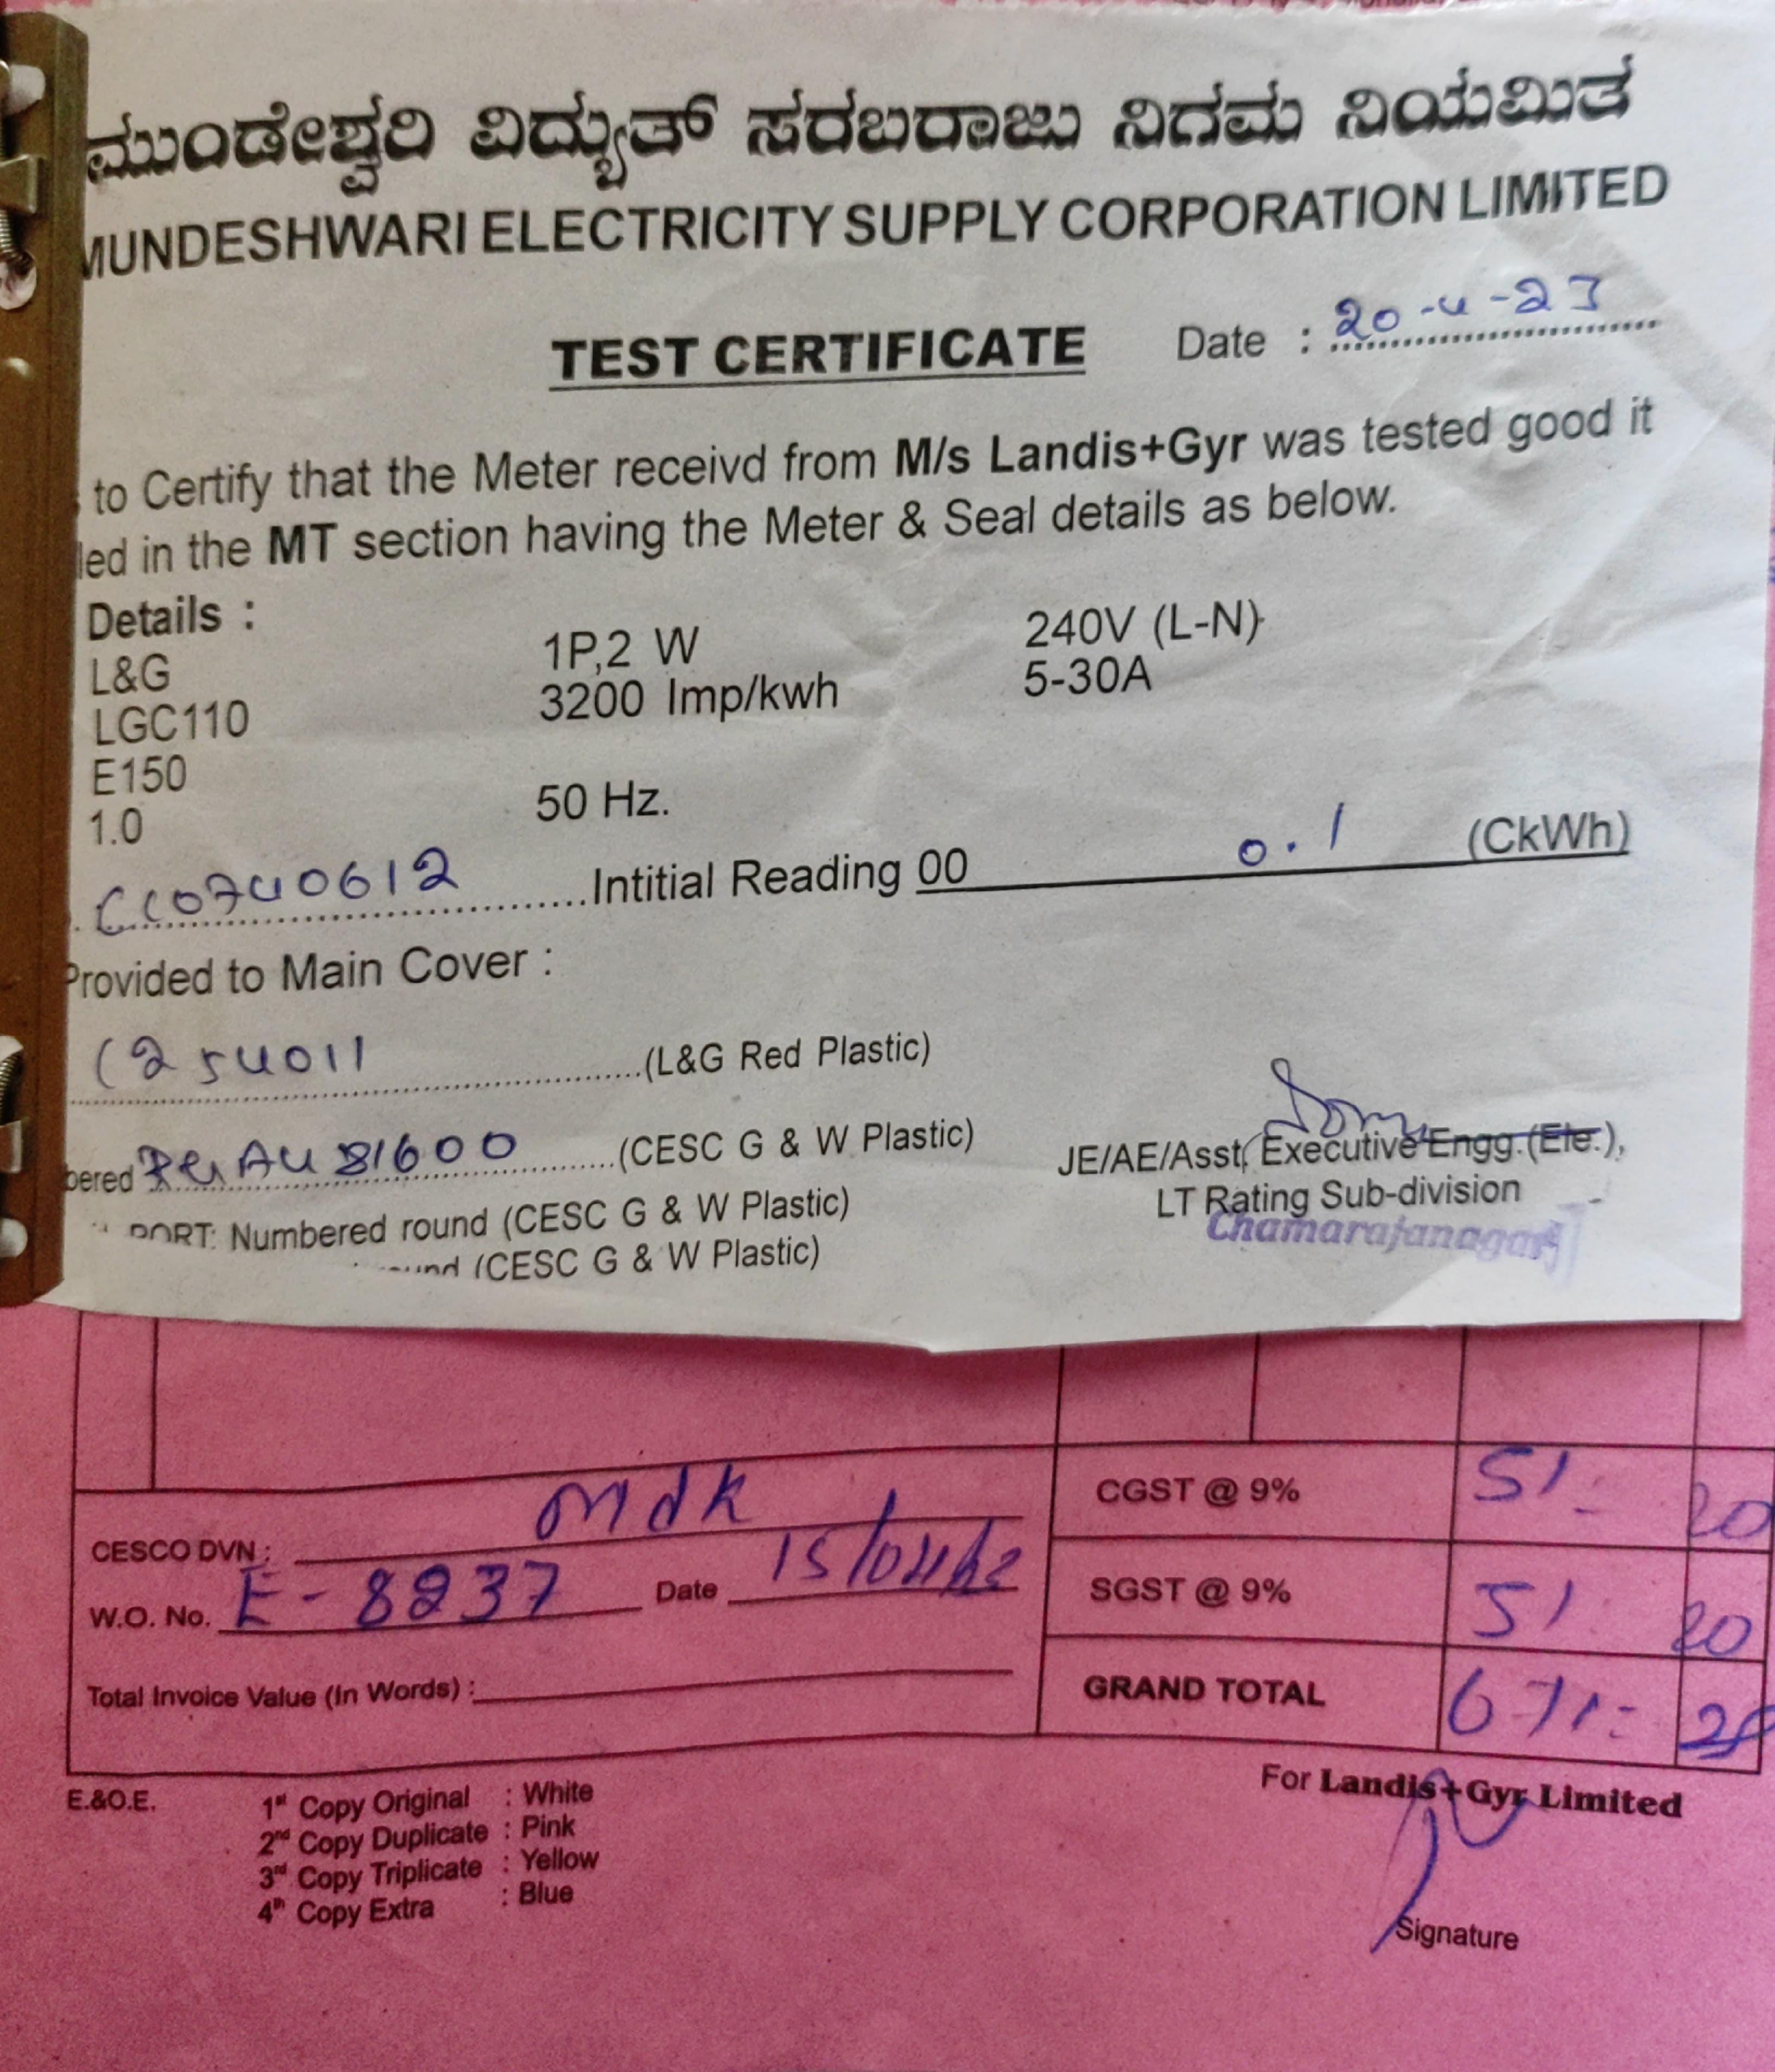 ಮುಂಡೇಶ್ವರಿ ವಿದ್ಯುತ್ ಸರಬರಾಜು ನಿಗಮ ನಿಯಮಿತ
MUNDESHWARI ELECTRICITY SUPPLY CORPORATION LIMITED
TEST CERTIFICATE Date : 20-4-23
to Certify that the Meter receivd from M/s Landis+Gyr was tested good it
led in the MT section having the Meter & Seal details as below.
Details :
L&G 1P,2 W 240V (L-N)
LGC110 3200 Imp/kwh 5-30A
E150
1.0 50 Hz.
Intitial Reading 00 0.1 (CkWh)
Provided to Main Cover :
254011 (L&G Red Plastic)
bered 81600 (CESC G & W Plastic)
JE/AE/Asst, Executive Engg.(Ele.),
PORT: Numbered round (CESC G & W Plastic)
LT Rating Sub-division
Chamarajanagar
ound (CESC G & W Plastic)
CGST @ 9% 51 - 20
CESCO DVN : Mdk
W.O. No. E-8237 Date
SGST @ 9% 51 20
Total Invoice Value (In Words) :
GRAND TOTAL 671-
E.&O.E.
1st Copy Original : White
2nd Copy Duplicate : Pink
3rd Copy Triplicate : Yellow
4th Copy Extra : Blue
For Landis+Gyr Limited
Signature